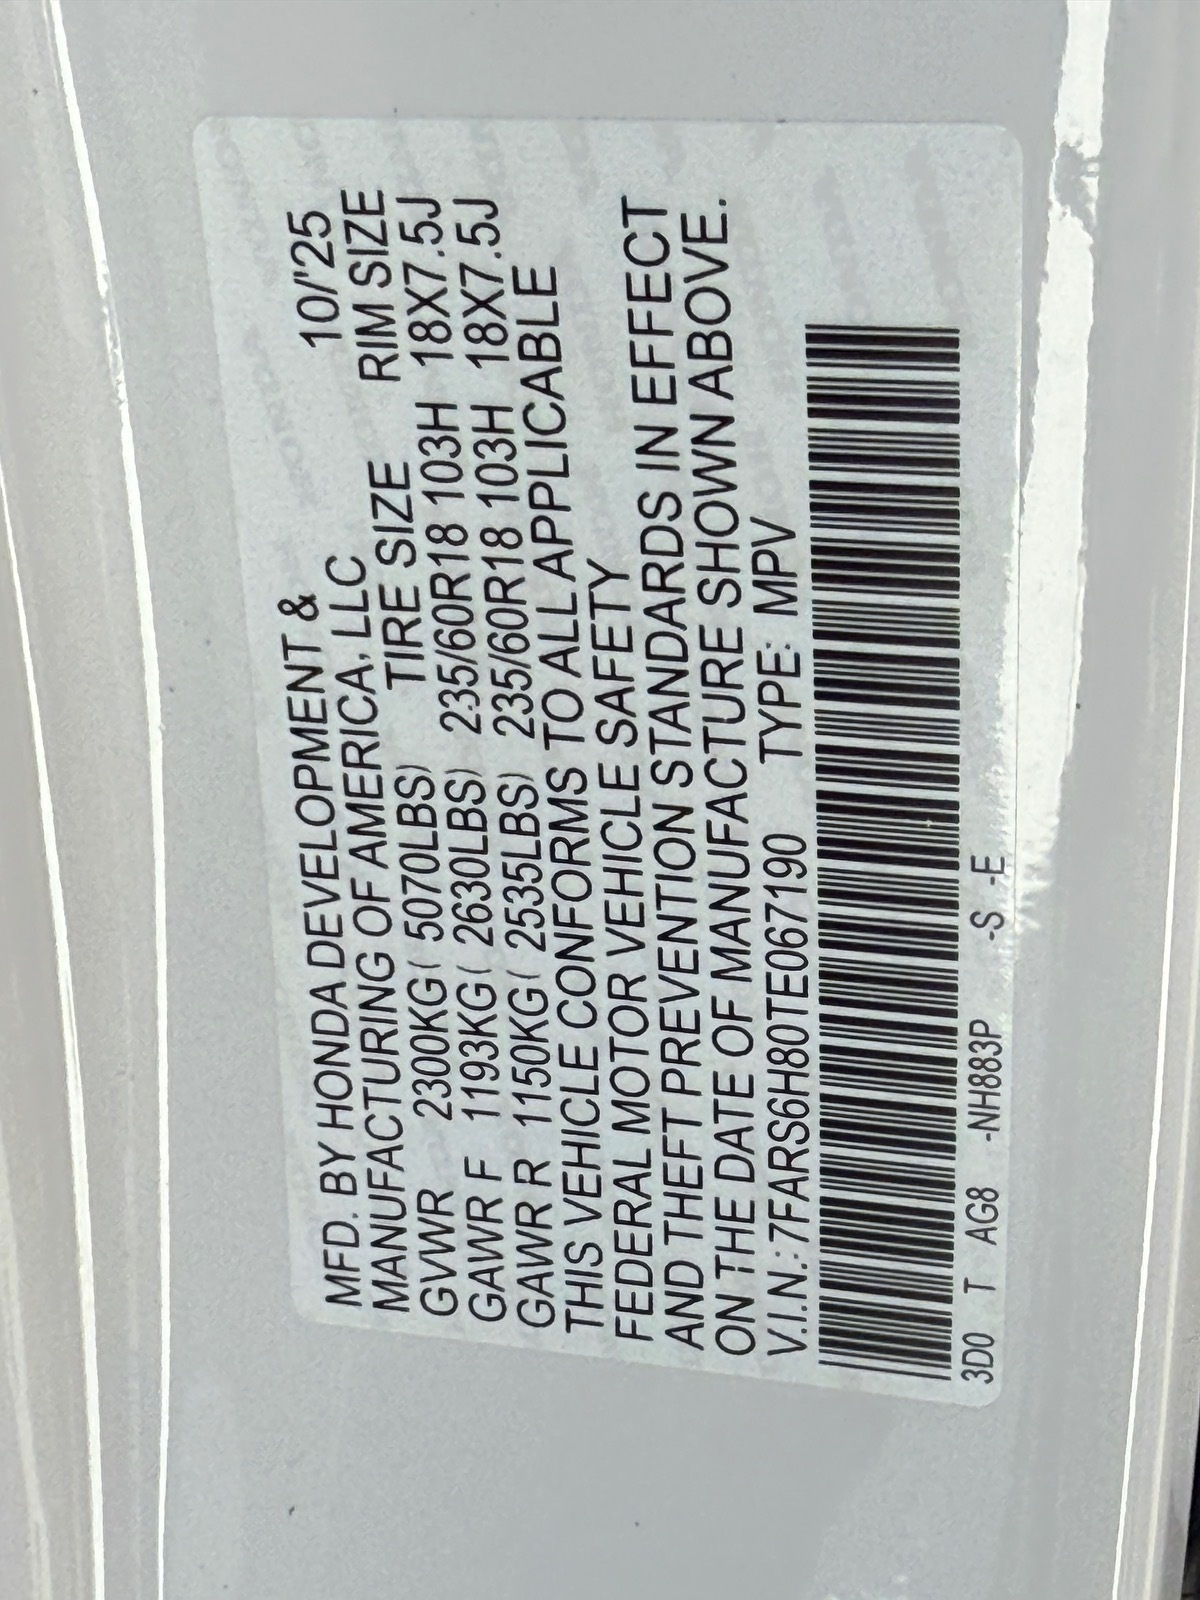 MFD. BY HONDA DEVELOPMENT & 10/'25
MANUFACTURING OF AMERICA, LLC
TIRE SIZE RIM SIZE
GVWR 2300KG( 5070LBS) 235/60R18 103H 18X7.5J
GAWR F 1193KG( 2630LBS) 235/60R18 103H 18X7.5J
GAWR R 1150KG( 2535LBS)
THIS VEHICLE CONFORMS TO ALL APPLICABLE
FEDERAL MOTOR VEHICLE SAFETY
AND THEFT PREVENTION STANDARDS IN EFFECT
ON THE DATE OF MANUFACTURE SHOWN ABOVE.
V.I.N.: 7FARS6H80TE067190 TYPE: MPV
3D0 T AG8 -NH883P -S -E